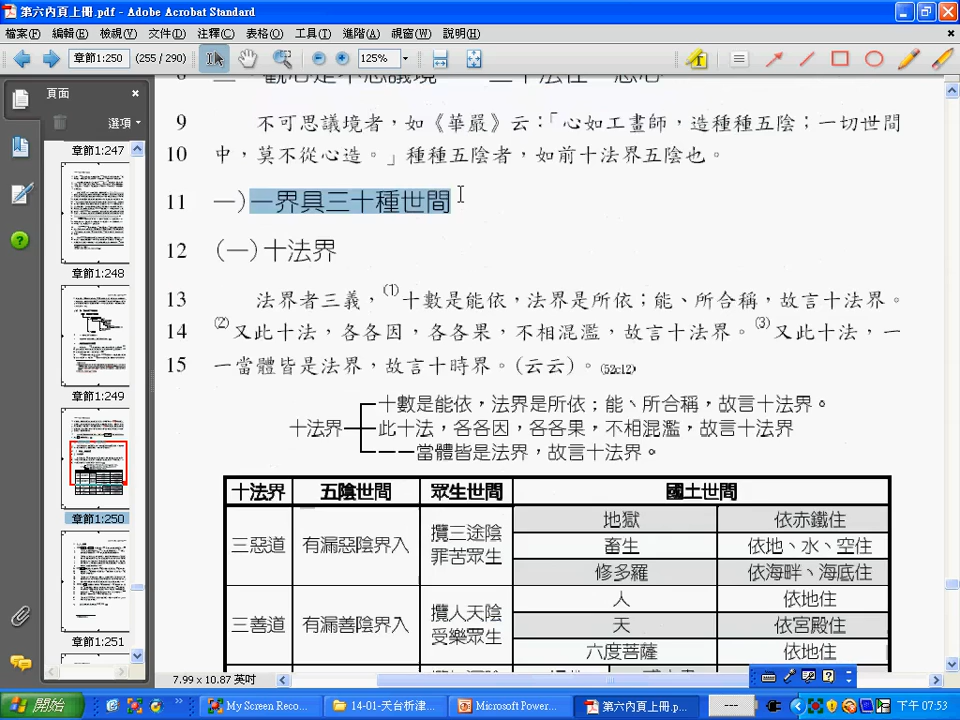 第六內頁上冊.pdf - Adobe Acrobat Standard
檔案(F) 編輯(E) 檢視(V) 文件(D) 注釋(C) 表格(O) 工具(T) 進階(A) 視窗(W) 說明(H)
章節1:250 (255 / 290) 125%
頁面
選項
章節1:247
章節1:248
章節1:249
章節1:250
章節1:251
9 不可思議境者，如《華嚴》云：「心如工畫師，造種種五陰；一切世間
10 中，莫不從心造。」種種五陰者，如前十法界五陰也。
11 一)一界具三十種世間
12 (一)十法界
13 法界者三義，(1)十數是能依，法界是所依；能、所合稱，故言十法界。
14 (2)又此十法，各各因，各各果，不相混濫，故言十法界。(3)又此十法，一
15 一當體皆是法界，故言十時界。(云云)。(52c12)
十數是能依，法界是所依；能、所合稱，故言十法界。
十法界 此十法，各各因，各各果，不相混濫，故言十法界
一一當體皆是法界，故言十法界。
十法界 五陰世間 眾生世間 國土世間
三惡道 有漏惡陰界入 攬三途陰罪苦眾生 地獄 依赤鐵住
畜生 依地、水、空住
修多羅 依海畔、海底住
三善道 有漏善陰界入 攬人天陰受樂眾生 人 依地住
天 依宮殿住
六度菩薩 依地住
7.99 x 10.87 英吋
開始 My Screen Reco... 14-01-天台析津... Microsoft Power... 第六內頁上冊.p... 下午 07:53